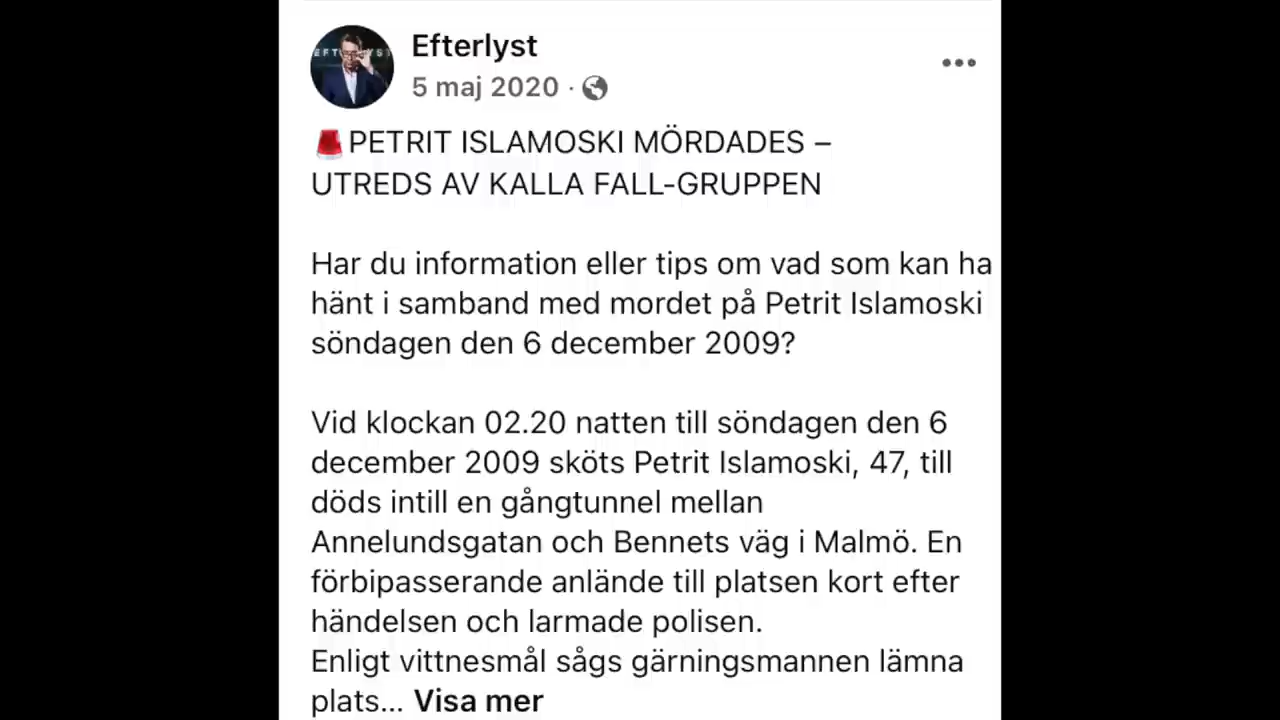 Efterlyst
5 maj 2020 ·
PETRIT ISLAMOSKI MÖRDADES –
UTREDS AV KALLA FALL-GRUPPEN
Har du information eller tips om vad som kan ha
hänt i samband med mordet på Petrit Islamoski
söndagen den 6 december 2009?
Vid klockan 02.20 natten till söndagen den 6
december 2009 sköts Petrit Islamoski, 47, till
döds intill en gångtunnel mellan
Annelundsgatan och Bennets väg i Malmö. En
förbipasserande anlände till platsen kort efter
händelsen och larmade polisen.
Enligt vittnesmål sågs gärningsmannen lämna
plats... Visa mer